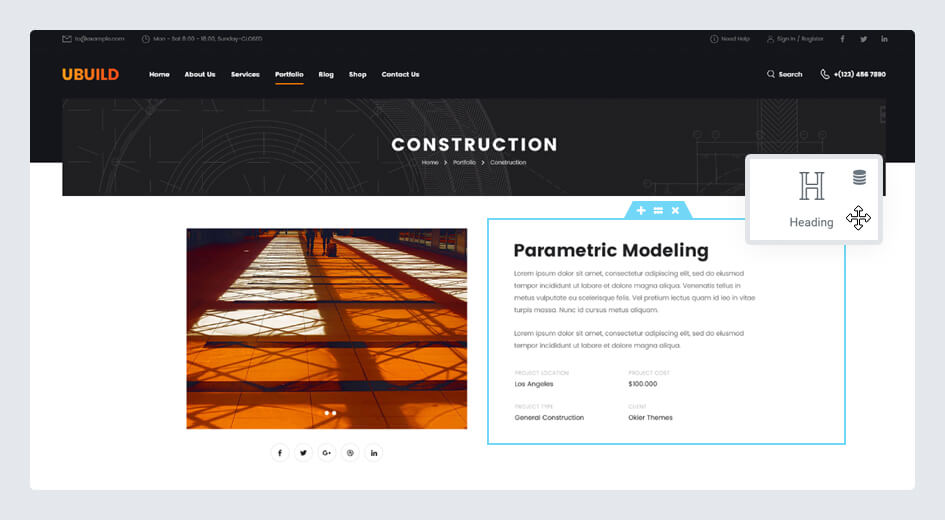 to@example.com
Mon - Sat 8:00 - 18:00, Sunday-CLOSED
Need Help
Sign In / Register
UBUILD
Home About Us Services Portfolio Blog Shop Contact Us
Search
+(123) 456 7890
CONSTRUCTION
Home > Portfolio > Construction
H
Heading
Parametric Modeling
Lorem ipsum dolor sit amet, consectetur adipiscing elit, sed do eiusmod
tempor incididunt ut labore et dolore magna aliqua. Venenatis tellus in
metus vulputate eu scelerisque felis. Vel pretium lectus quam id leo in vitae
turpis massa. Nunc id cursus metus aliquam.
Lorem ipsum dolor sit amet, consectetur adipiscing elit, sed do eiusmod
tempor incididunt ut labore et dolore magna aliqua.
PROJECT LOCATION PROJECT COST
Los Angeles $100.000
PROJECT TYPE CLIENT
General Construction Okler Themes